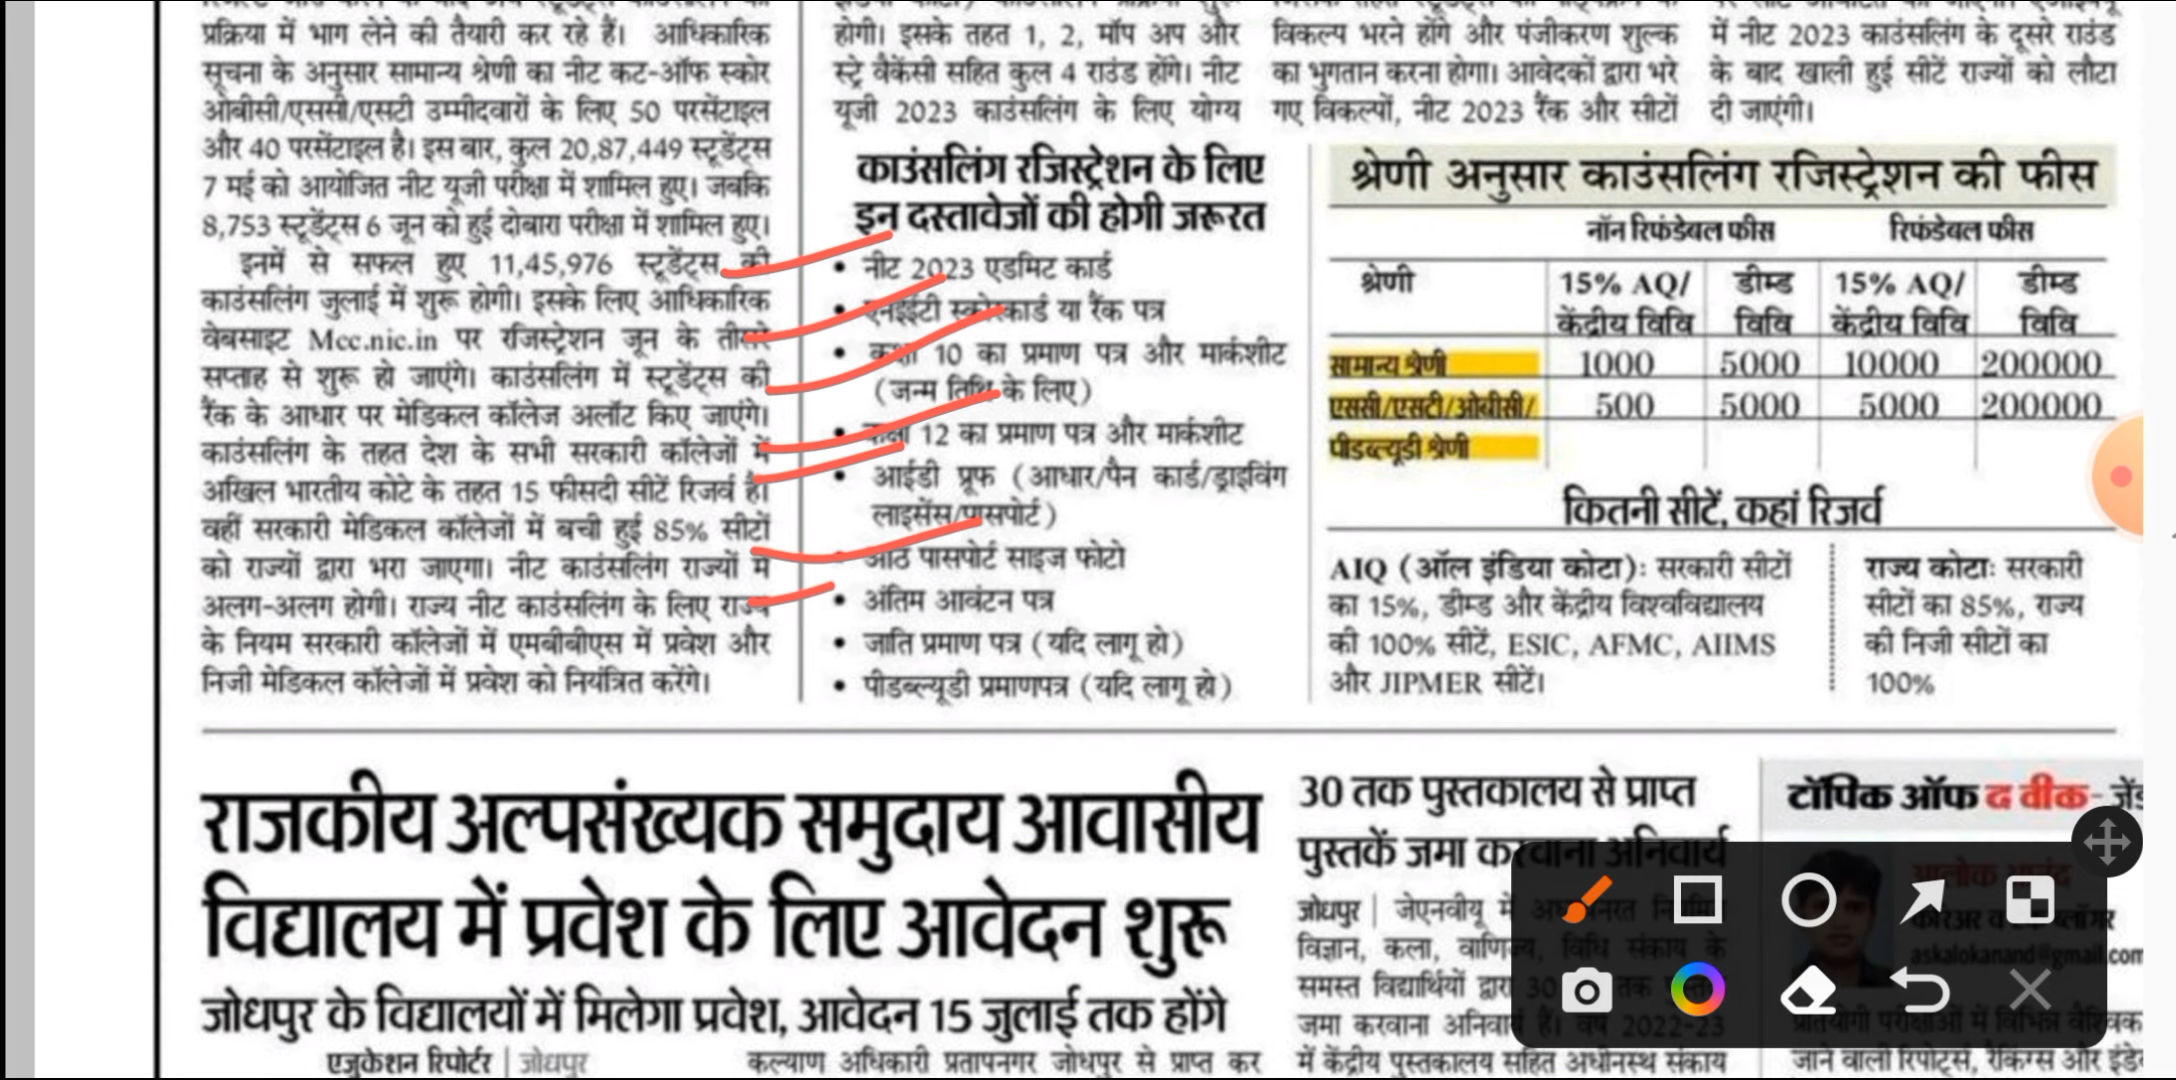 प्रक्रिया में भाग लेने की तैयारी कर रहे हैं। आधिकारिक
सूचना के अनुसार सामान्य श्रेणी का नीट कट-ऑफ स्कोर
ओबीसी/एससी/एसटी उम्मीदवारों के लिए 50 परसेंटाइल
और 40 परसेंटाइल है। इस बार, कुल 20,87,449 स्टूडेंट्स
7 मई को आयोजित नीट यूजी परीक्षा में शामिल हुए। जबकि
8,753 स्टूडेंट्स 6 जून को हुई दोबारा परीक्षा में शामिल हुए।
इनमें से सफल हुए 11,45,976 स्टूडेंट्स की
काउंसलिंग जुलाई में शुरू होगी। इसके लिए आधिकारिक
वेबसाइट Mcc.nic.in पर रजिस्ट्रेशन जून के तीसरे
सप्ताह से शुरू हो जाएंगे। काउंसलिंग में स्टूडेंट्स की
रैंक के आधार पर मेडिकल कॉलेज अलॉट किए जाएंगे।
काउंसलिंग के तहत देश के सभी सरकारी कॉलेजों में
अखिल भारतीय कोटे के तहत 15 फीसदी सीटें रिजर्व है।
वहीं सरकारी मेडिकल कॉलेजों में बची हुई 85% सीटों
को राज्यों द्वारा भरा जाएगा। नीट काउंसलिंग राज्यों में
अलग-अलग होगी। राज्य नीट काउंसलिंग के लिए राज्य
के नियम सरकारी कॉलेजों में एमबीबीएस में प्रवेश और
निजी मेडिकल कॉलेजों में प्रवेश को नियंत्रित करेंगे।
होगी। इसके तहत 1, 2, मॉप अप और
स्ट्रे वैकेंसी सहित कुल 4 राउंड होंगे। नीट
यूजी 2023 काउंसलिंग के लिए योग्य
विकल्प भरने होंगे और पंजीकरण शुल्क
का भुगतान करना होगा। आवेदकों द्वारा भरे
गए विकल्पों, नीट 2023 रैंक और सीटों
में नीट 2023 काउंसलिंग के दूसरे राउंड
के बाद खाली हुई सीटें राज्यों को लौटा
दी जाएंगी।
काउंसलिंग रजिस्ट्रेशन के लिए
इन दस्तावेजों की होगी जरूरत
• नीट 2023 एडमिट कार्ड
• एनईईटी स्कोरकार्ड या रैंक पत्र
• कक्षा 10 का प्रमाण पत्र और मार्कशीट
(जन्म तिथि के लिए)
• कक्षा 12 का प्रमाण पत्र और मार्कशीट
• आईडी प्रूफ (आधार/पैन कार्ड/ड्राइविंग
लाइसेंस/पासपोर्ट)
• आठ पासपोर्ट साइज फोटो
• अंतिम आवंटन पत्र
• जाति प्रमाण पत्र (यदि लागू हो)
• पीडब्ल्यूडी प्रमाणपत्र (यदि लागू हो)
श्रेणी अनुसार काउंसलिंग रजिस्ट्रेशन की फीस
नॉन रिफंडेबल फीस रिफंडेबल फीस
श्रेणी 15% AQ/ डीम्ड 15% AQ/ डीम्ड
केंद्रीय विवि विवि केंद्रीय विवि विवि
सामान्य श्रेणी 1000 5000 10000 200000
एससी/एसटी/ओबीसी/ 500 5000 5000 200000
पीडब्ल्यूडी श्रेणी
कितनी सीटें, कहां रिजर्व
AIQ (ऑल इंडिया कोटा): सरकारी सीटों
का 15%, डीम्ड और केंद्रीय विश्वविद्यालय
की 100% सीटें, ESIC, AFMC, AIIMS
और JIPMER सीटें।
राज्य कोटा: सरकारी
सीटों का 85%, राज्य
की निजी सीटों का
100%
राजकीय अल्पसंख्यक समुदाय आवासीय
विद्यालय में प्रवेश के लिए आवेदन शुरू
जोधपुर के विद्यालयों में मिलेगा प्रवेश, आवेदन 15 जुलाई तक होंगे
एजुकेशन रिपोर्टर | जोधपुर
कल्याण अधिकारी प्रतापनगर जोधपुर से प्राप्त कर
30 तक पुस्तकालय से प्राप्त
पुस्तकें जमा करवाना अनिवार्य
जोधपुर | जेएनवीयू में अध्ययनरत नियमित
विज्ञान, कला, वाणिज्य, विधि संकाय के
समस्त विद्यार्थियों द्वारा 30 तक
जमा करवाना अनिवार्य है। वर्ष 2022-23
में केंद्रीय पुस्तकालय सहित अधीनस्थ संकाय
टॉपिक ऑफ द वीक-
आलोक आनंद
askalokanand@gmail.com
प्रतियोगी परीक्षाओं में विभिन्न वैश्विक
जाने वाली रिपोर्ट्स, रैंकिंग्स और